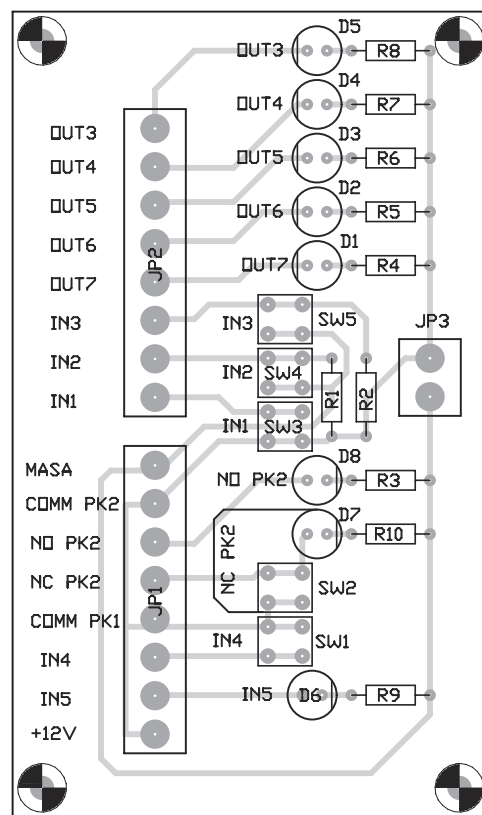 D5
OUT3
R8
D4
OUT4
R7
OUT3
D3
OUT4
OUT5
R6
D2
OUT5
OUT6
R5
OUT6
D1
JP2
OUT7
R4
OUT7
IN3
IN3
SW5
JP3
IN2
IN2
SW4
R1
R2
IN1
IN1
SW3
MASA
D8
COMM PK2
NO PK2
R3
D7
NO PK2
NC PK2
R10
NC PK2
JP1
SW2
COMM PK1
IN4
SW1
IN4
IN5
IN5
D6
R9
+12V